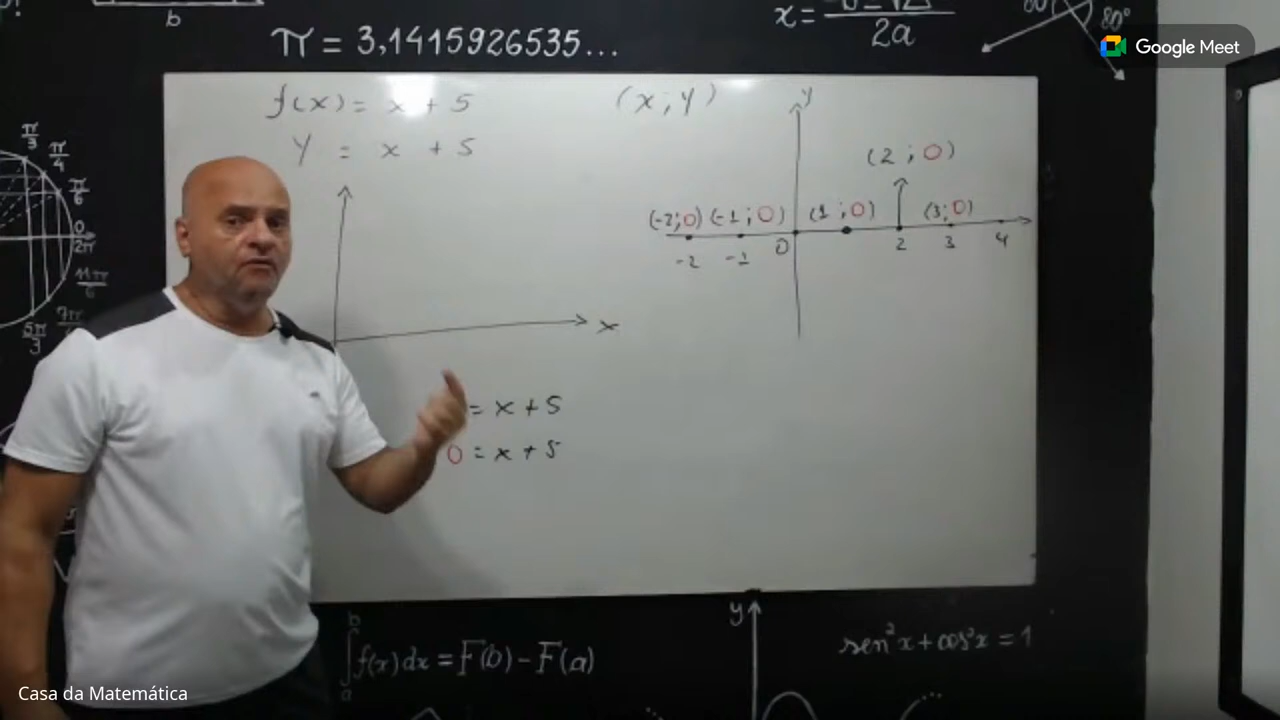 b
π = 3,1415926535...
2a
80°
Google Meet
f(x) = x + 5
(x ; y)
y
y = x + 5
(2 ; 0)
(-2;0) (-1;0) (1;0) (3;0)
-2 -1 0 2 3 4
x
= x + 5
0 = x + 5
π/3
π/4
π/6
0
2π
11π/6
5π/3
∫ₐᵇ f(x) dx = F(b) - F(a)
y
sen²x + cos²x = 1
Casa da Matemática